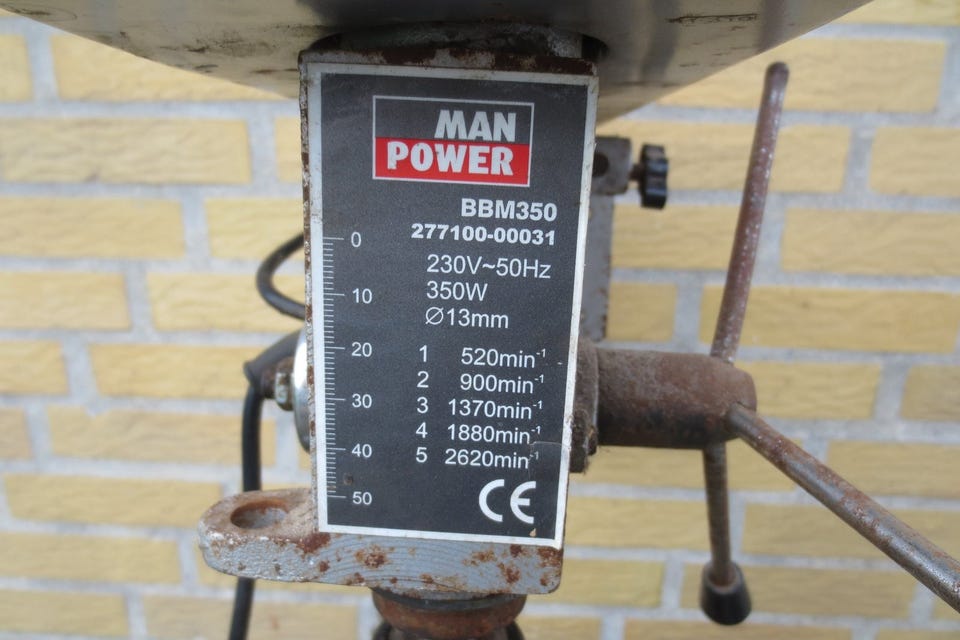 MAN
POWER
BBM350
277100-00031
230V~50Hz
350W
Ø13mm
0
10
20
30
40
50
1 520min-1
2 900min-1
3 1370min-1
4 1880min-1
5 2620min-1
CE